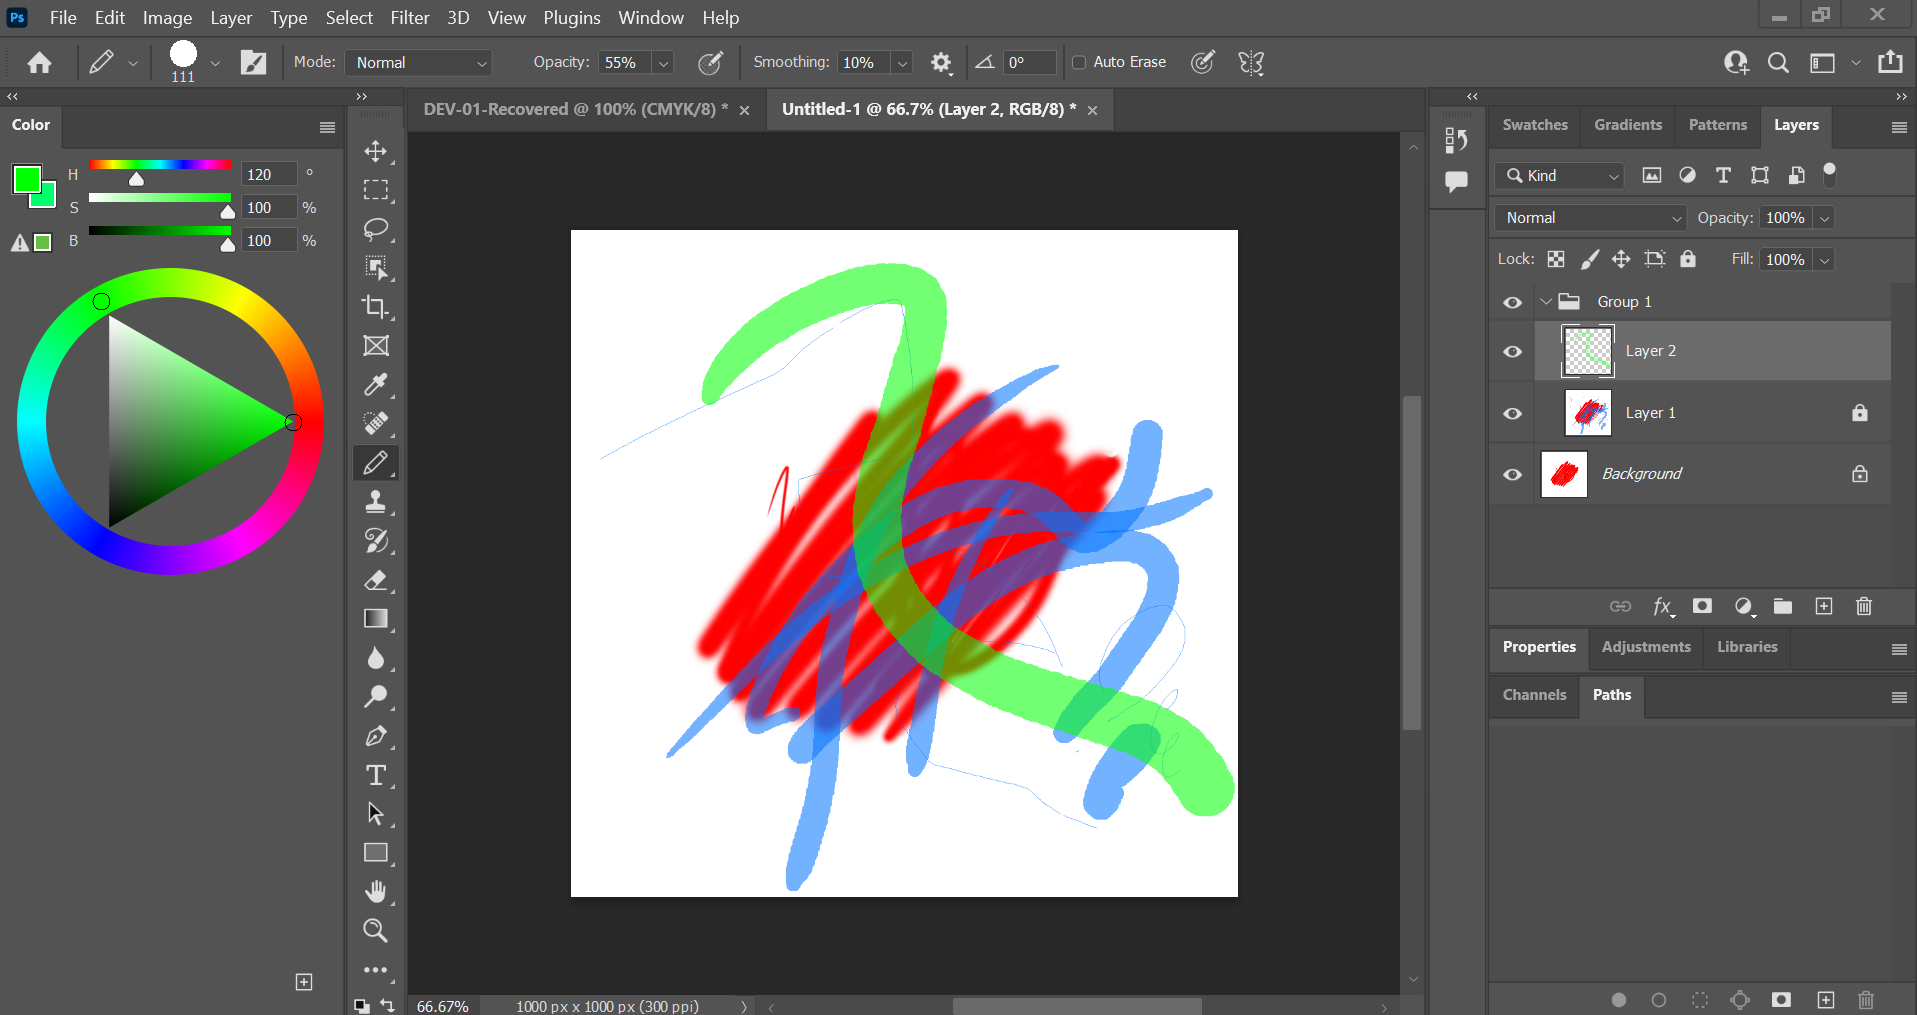 Ps File Edit Image Layer Type Select Filter 3D View Plugins Window Help
111 Mode: Normal Opacity: 55% Smoothing: 10% 0° Auto Erase
Color
DEV-01-Recovered @ 100% (CMYK/8) * Untitled-1 @ 66.7% (Layer 2, RGB/8) *
H 120 °
S 100 %
B 100 %
Swatches Gradients Patterns Layers
Kind
Normal Opacity: 100%
Lock: Fill: 100%
Group 1
Layer 2
Layer 1
Background
fx
Properties Adjustments Libraries
Channels Paths
66.67% 1000 px x 1000 px (300 ppi)